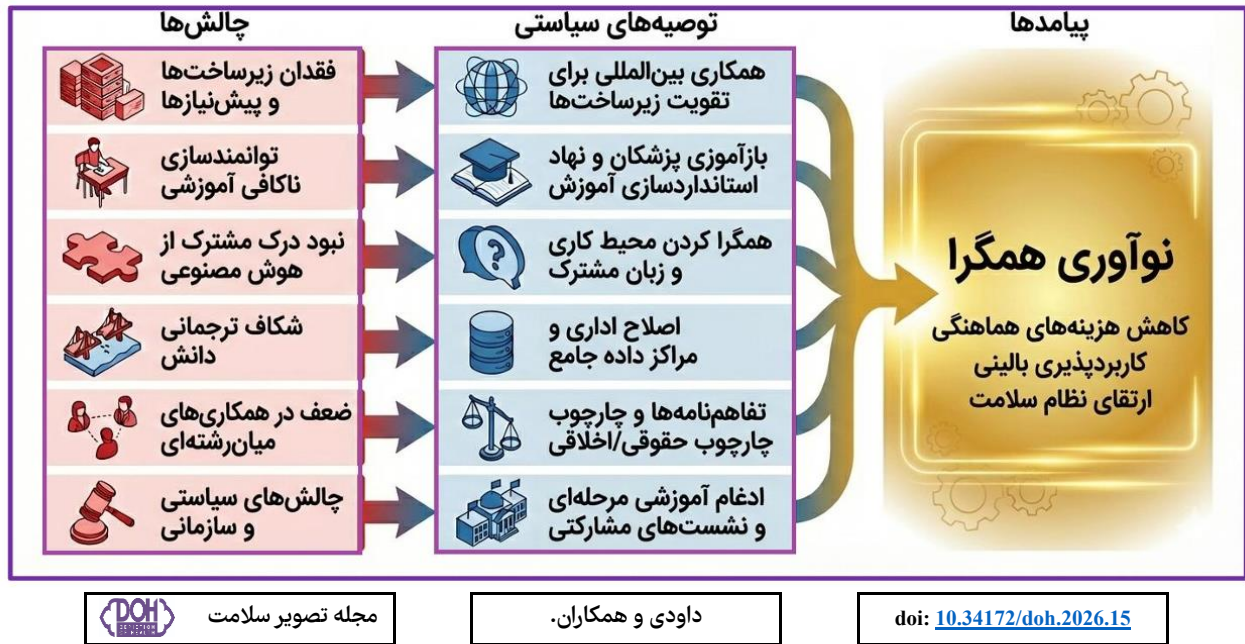 چالش‌ها
توصیه‌های سیاستی
پیامدها
فقدان زیرساخت‌ها
و پیش‌نیازها
همکاری بین‌المللی برای
تقویت زیرساخت‌ها
توانمندسازی
ناکافی آموزشی
بازآموزی پزشکان و نهاد
استانداردسازی آموزش
نبود درک مشترک از
هوش مصنوعی
همگرا کردن محیط کاری
و زبان مشترک
شکاف ترجمانی
دانش
اصلاح اداری و
مراکز داده جامع
ضعف در همکاری‌های
میان‌رشته‌ای
تفاهم‌نامه‌ها و چارچوب
چارچوب حقوقی/اخلاقی
چالش‌های سیاستی
و سازمانی
ادغام آموزشی مرحله‌ای
و نشست‌های مشارکتی
نوآوری همگرا
کاهش هزینه‌های هماهنگی
کاربردپذیری بالینی
ارتقای نظام سلامت
مجله تصویر سلامت
DOH
DEPICTION OF HEALTH
داودی و همکاران.
doi: 10.34172/doh.2026.15